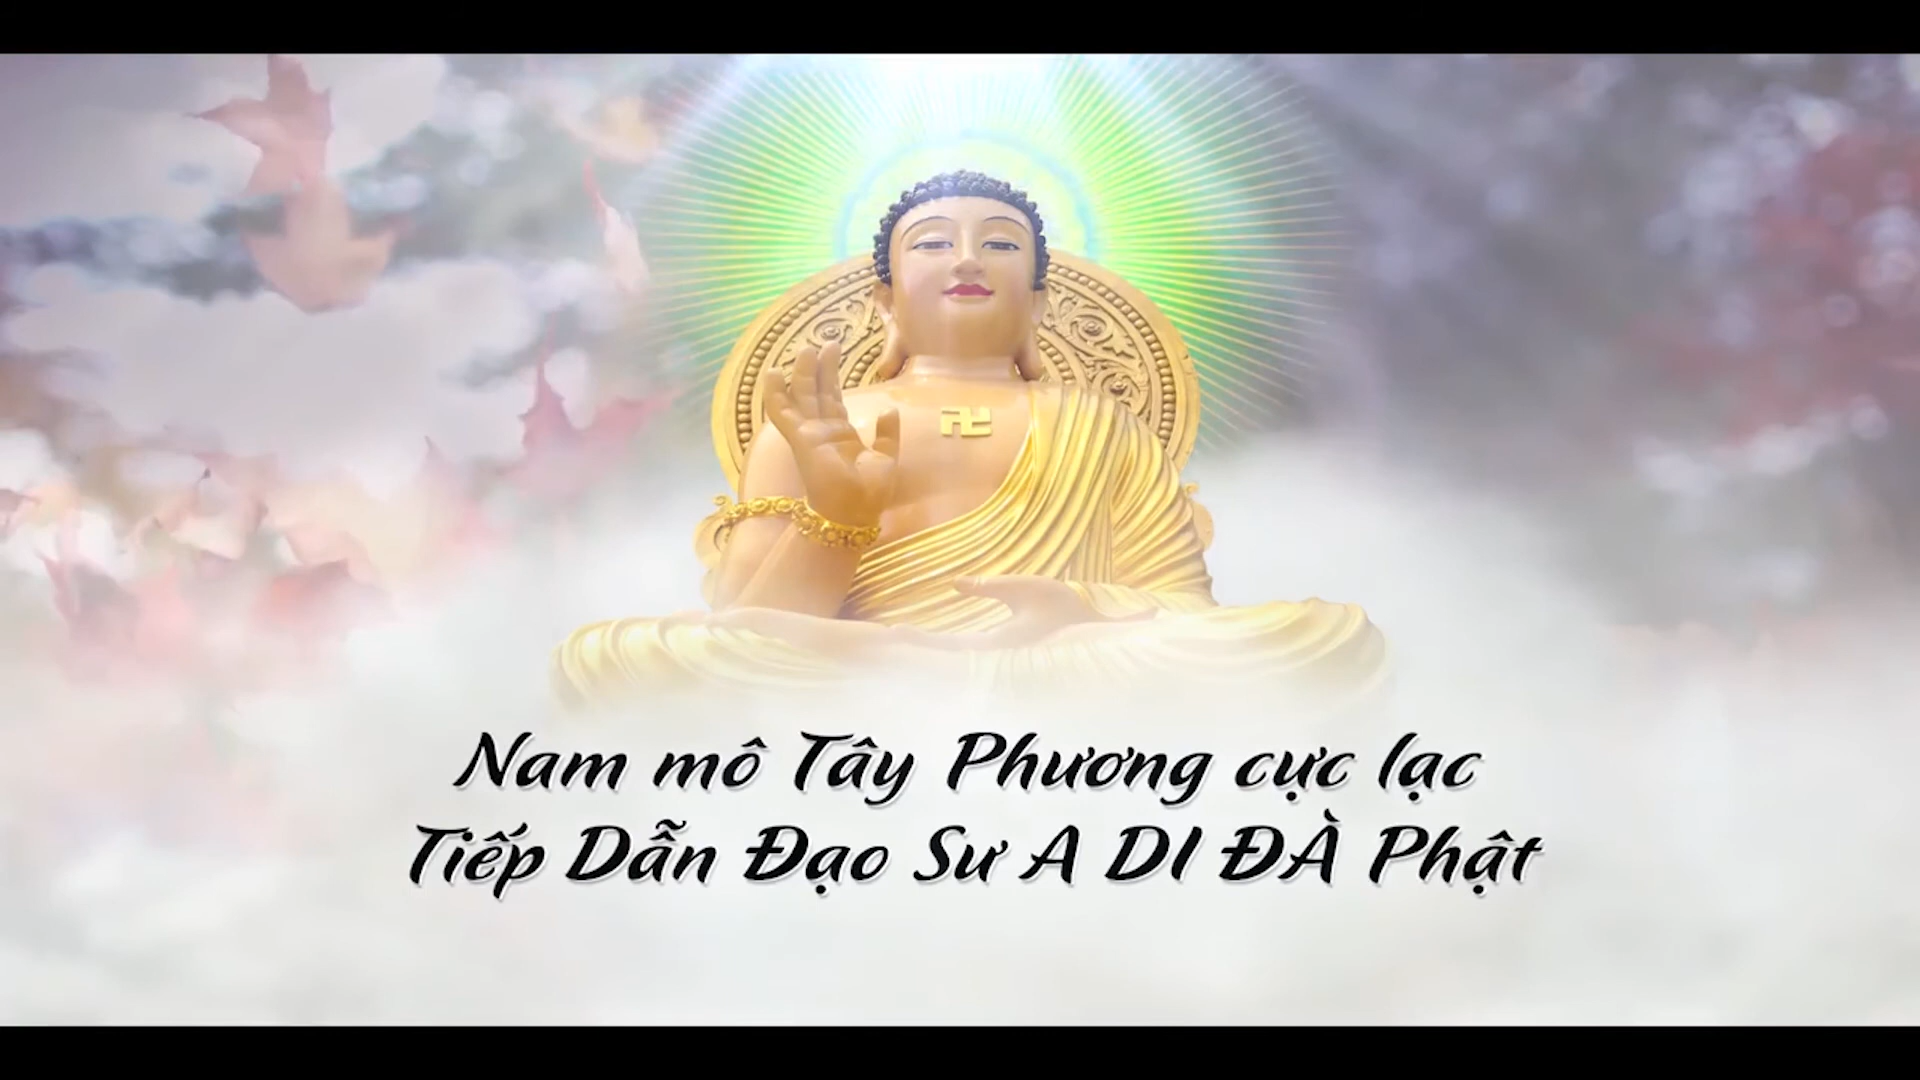 Nam mô Tây Phương cực lạc
Tiếp Dẫn Đạo Sư A DI ĐÀ Phật